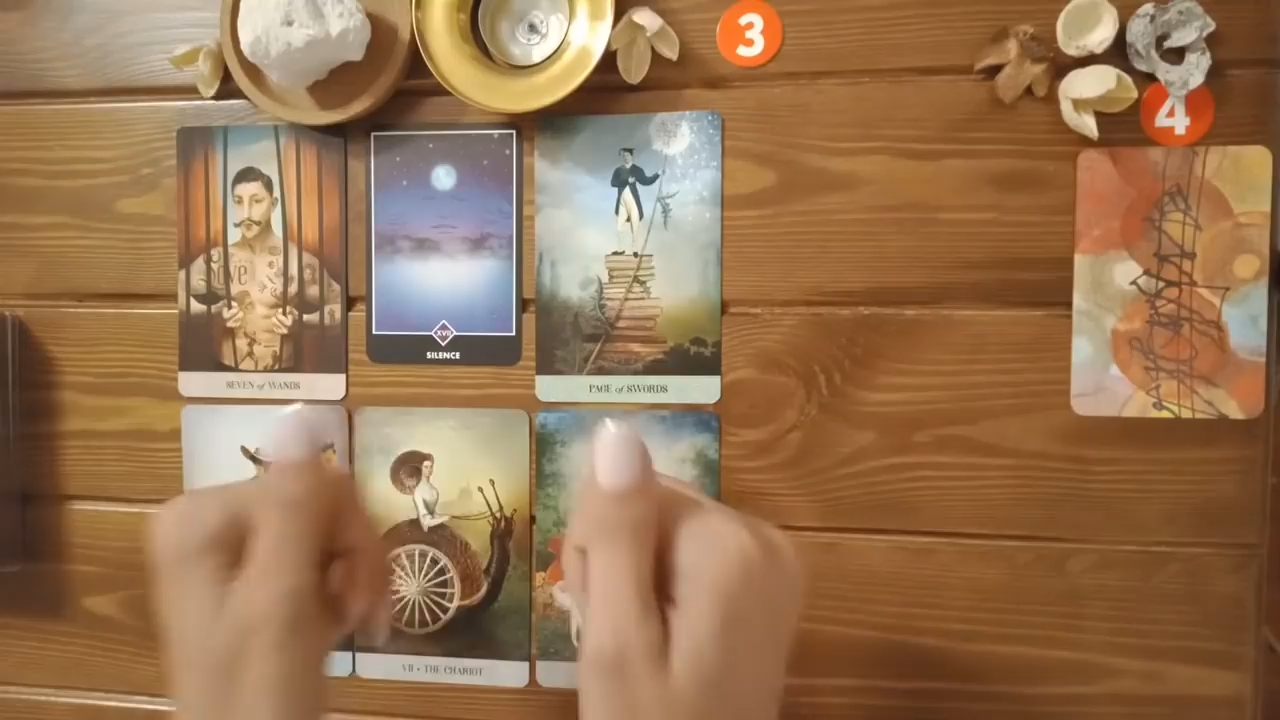 3
4
Love
XVII
SEVEN of WANDS
SILENCE
PAGE of SWORDS
VII • THE CHARIOT